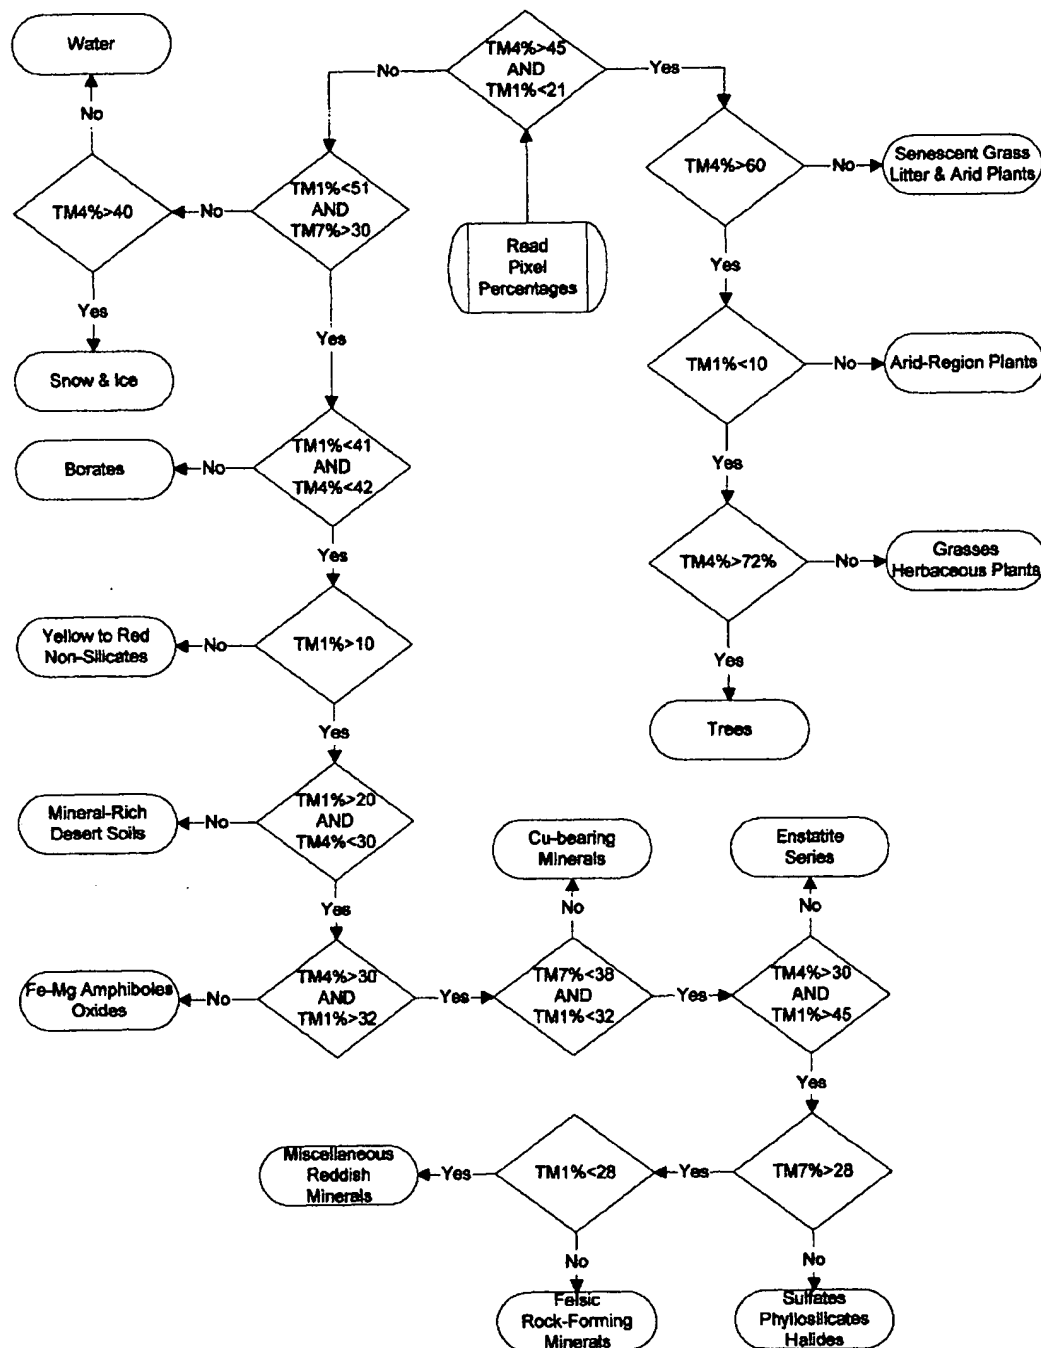 Water
TM4%>45
AND
TM1%<21
No
Yes
No
TM4%>60
No
Senescent Grass
Litter & Arid Plants
TM4%>40
No
TM1%<51
AND
TM7%>30
Read
Pixel
Percentages
Yes
Yes
Yes
Snow & Ice
TM1%<10
No
Arid-Region Plants
Borates
No
TM1%<41
AND
TM4%<42
Yes
Yes
TM4%>72%
No
Grasses
Herbaceous Plants
Yellow to Red
Non-Silicates
No
TM1%>10
Yes
Trees
Yes
Mineral-Rich
Desert Soils
No
TM1%>20
AND
TM4%<30
Cu-bearing
Minerals
Enstatite
Series
Yes
No
No
Fe-Mg Amphiboles
Oxides
No
TM4%>30
AND
TM1%>32
Yes
TM7%<38
AND
TM1%<32
Yes
TM4%>30
AND
TM1%>45
Yes
Miscellaneous
Reddish
Minerals
Yes
TM1%<28
Yes
TM7%>28
No
No
Felsic
Rock-Forming
Minerals
Sulfates
Phyllosilicates
Halides